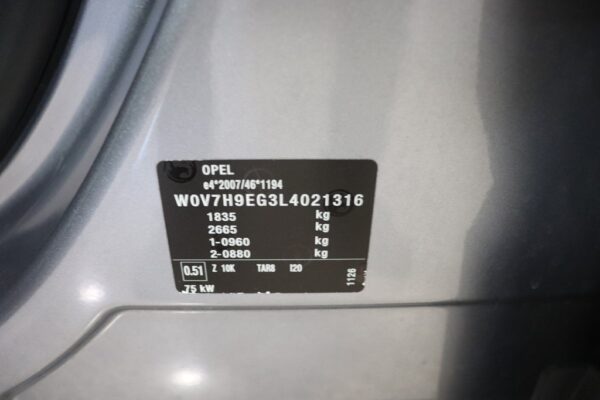 OPEL
e4*2007/46*1194
W0V7H9EG3L4021316
1835 kg
2665 kg
1-0960 kg
2-0880 kg
0.51 Z 10K TAR8 I20
75 kW
1126